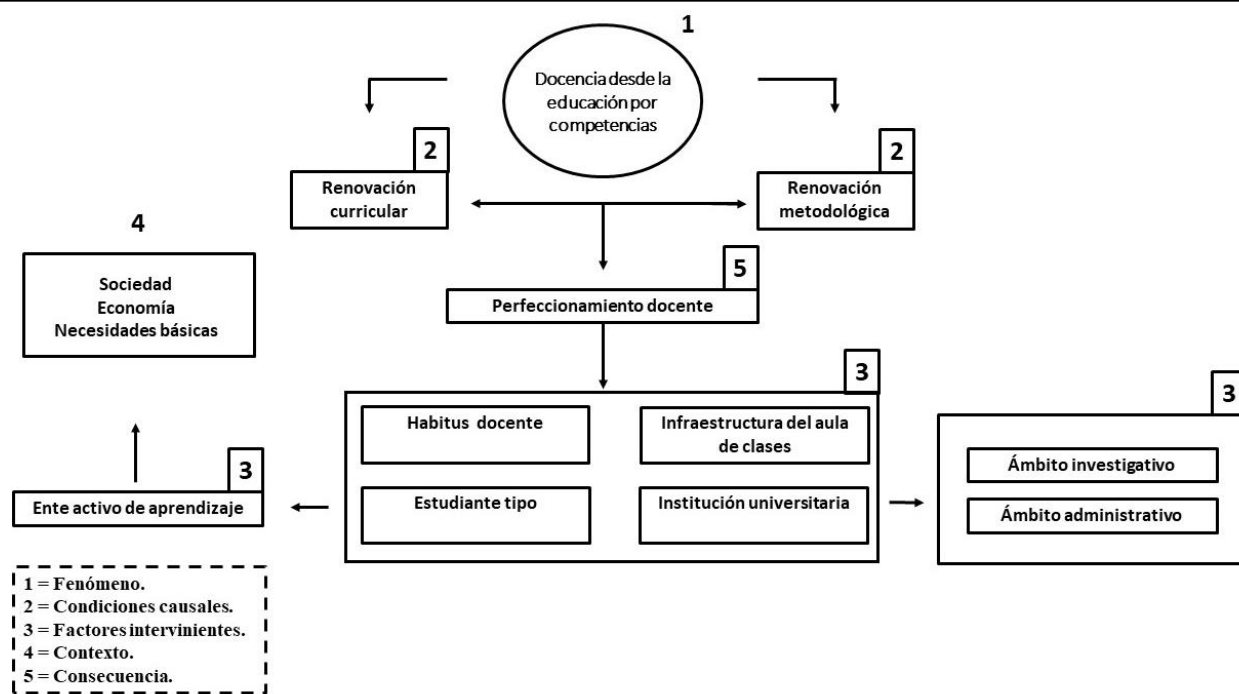 1
Docencia desde la
educación por
competencias
2
Renovación
curricular
2
Renovación
metodológica
4
Sociedad
Economía
Necesidades básicas
5
Perfeccionamiento docente
3
Habitus docente
Infraestructura del aula
de clases
Estudiante tipo
Institución universitaria
3
Ámbito investigativo
Ámbito administrativo
3
Ente activo de aprendizaje
1 = Fenómeno.
2 = Condiciones causales.
3 = Factores intervinientes.
4 = Contexto.
5 = Consecuencia.